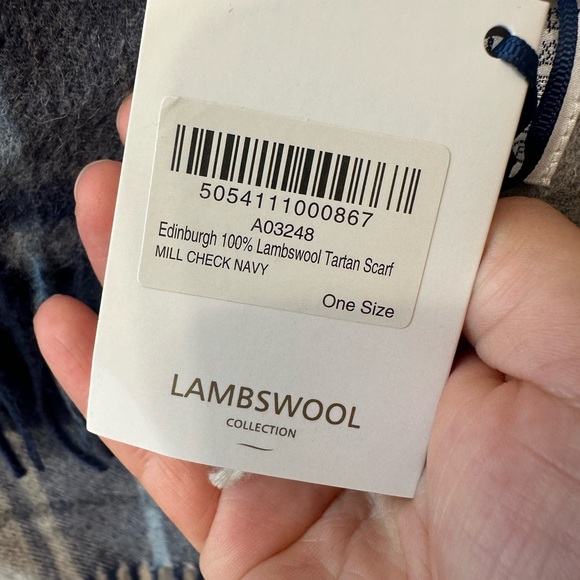 5054111000867
A03248
Edinburgh 100% Lambswool Tartan Scarf
MILL CHECK NAVY
One Size
LAMBSWOOL
COLLECTION